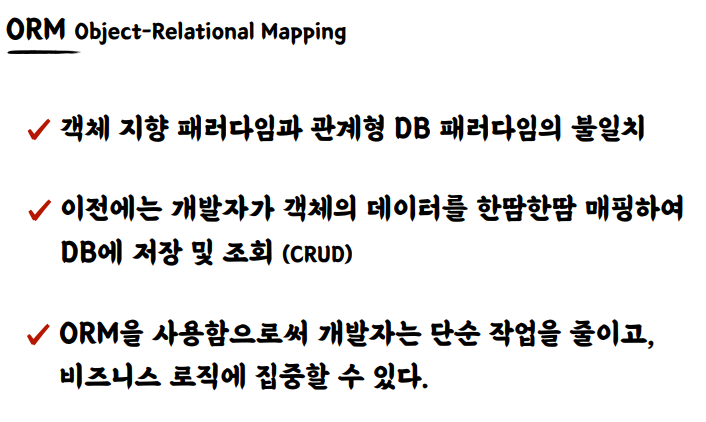 ORM Object-Relational Mapping
객체 지향 패러다임과 관계형 DB 패러다임의 불일치
이전에는 개발자가 객체의 데이터를 한땀한땀 매핑하여
DB에 저장 및 조회 (CRUD)
ORM을 사용함으로써 개발자는 단순 작업을 줄이고,
비즈니스 로직에 집중할 수 있다.